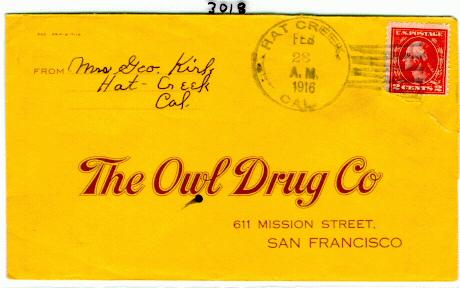 3018
FROM Mrs Geo. Kirk
Hat Creek
Cal.
HAT CREEK
FEB
28
A.M.
1916
CAL.
U.S. POSTAGE
2 CENTS 2
The Owl Drug Co
611 MISSION STREET,
SAN FRANCISCO